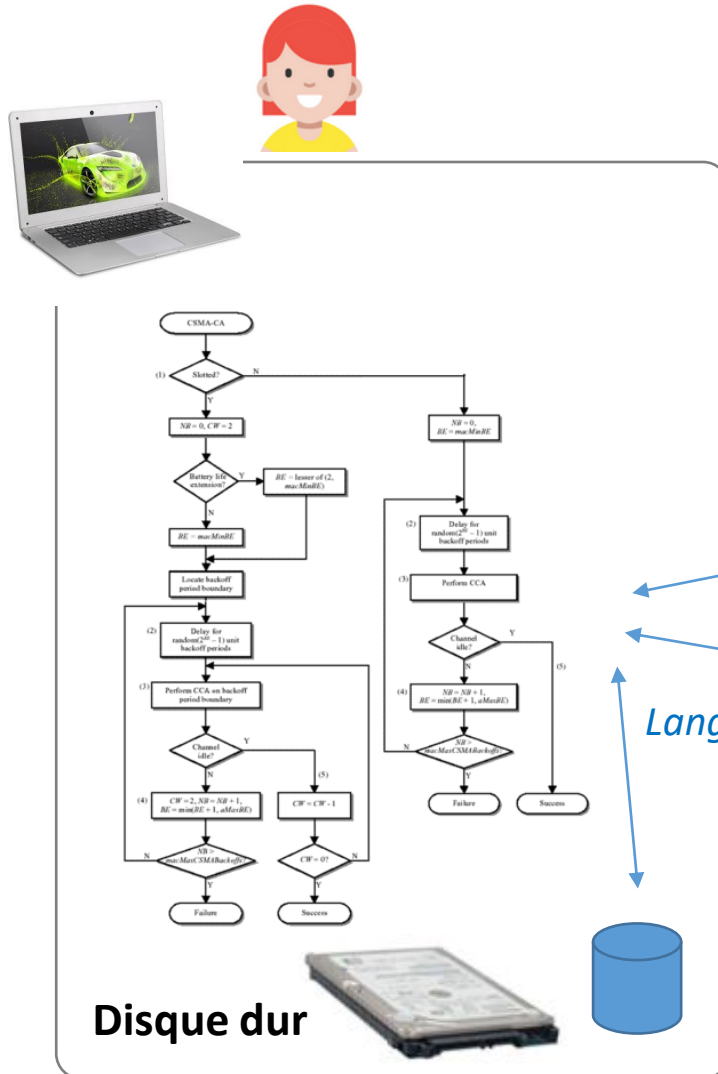 CSMA-CA
(1)
Slotted?
N
Y
NB = 0, CW = 2
NB = 0,
BE = macMinBE
Battery life
extension?
Y
BE = lesser of (2,
macMinBE)
N
BE = macMinBE
Locate backoff
period boundary
(2)
Delay for
random(2^BE – 1) unit
backoff periods
(3)
Perform CCA on backoff
period boundary
Channel
idle?
Y
N
(5)
(4)
CW = 2, NB = NB + 1,
BE = min(BE + 1, aMaxBE)
CW = CW - 1
NB >
macMaxCSMABackoffs?
N
Y
CW = 0?
N
Y
Failure
Success
(2)
Delay for
random(2^BE – 1) unit
backoff periods
(3)
Perform CCA
Channel
idle?
Y
N
(5)
(4)
NB = NB + 1,
BE = min(BE + 1, aMaxBE)
NB >
macMaxCSMABackoffs?
N
Y
Failure
Success
Lang
Disque dur